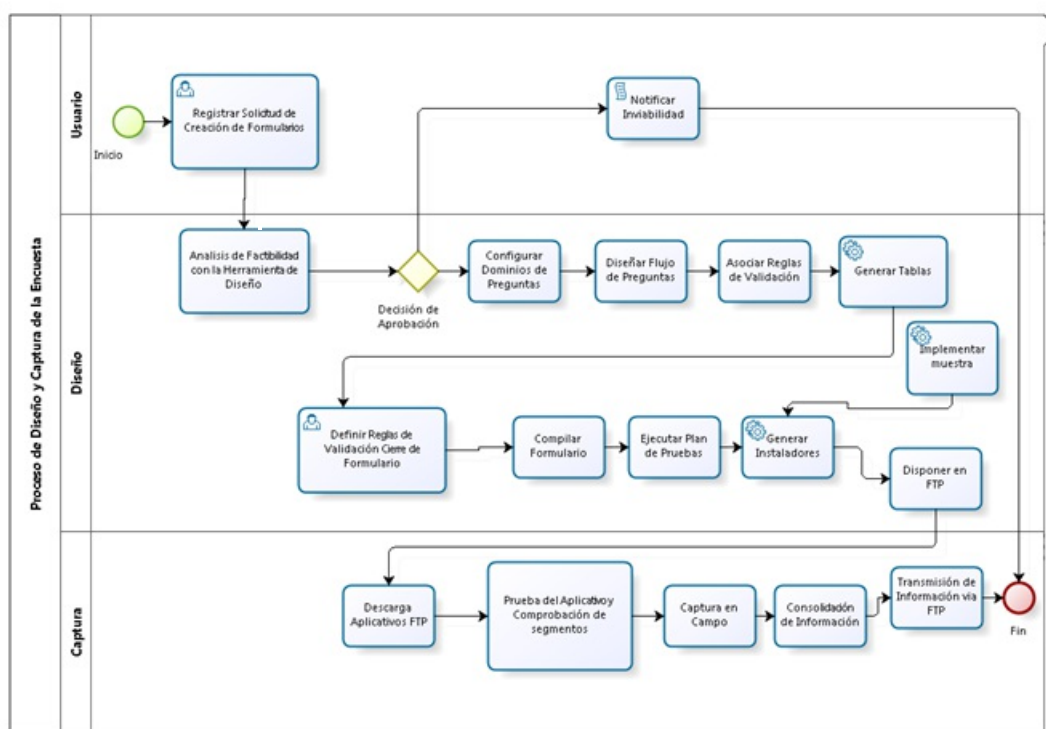 Proceso de Diseño y Captura de la Encuesta
Usuario
Inicio
Registrar Solicitud de
Creación de Formularios
Notificar
Inviabilidad
Diseño
Analisis de Factibilidad
con la Herramienta de
Diseño
Decisión de
Aprobación
Configurar
Dominios de
Preguntas
Diseñar Flujo
de Preguntas
Asociar Reglas
de Validación
Generar Tablas
Implementar
muestra
Definir Reglas de
Validación Cierre de
Formulario
Compilar
Formulario
Ejecutar Plan
de Pruebas
Generar
Instaladores
Disponer en
FTP
Captura
Descarga
Aplicativos FTP
Prueba del Aplicativo y
Comprobación de
segmentos
Captura en
Campo
Consolidación
de Información
Transmisión de
Información via
FTP
Fin